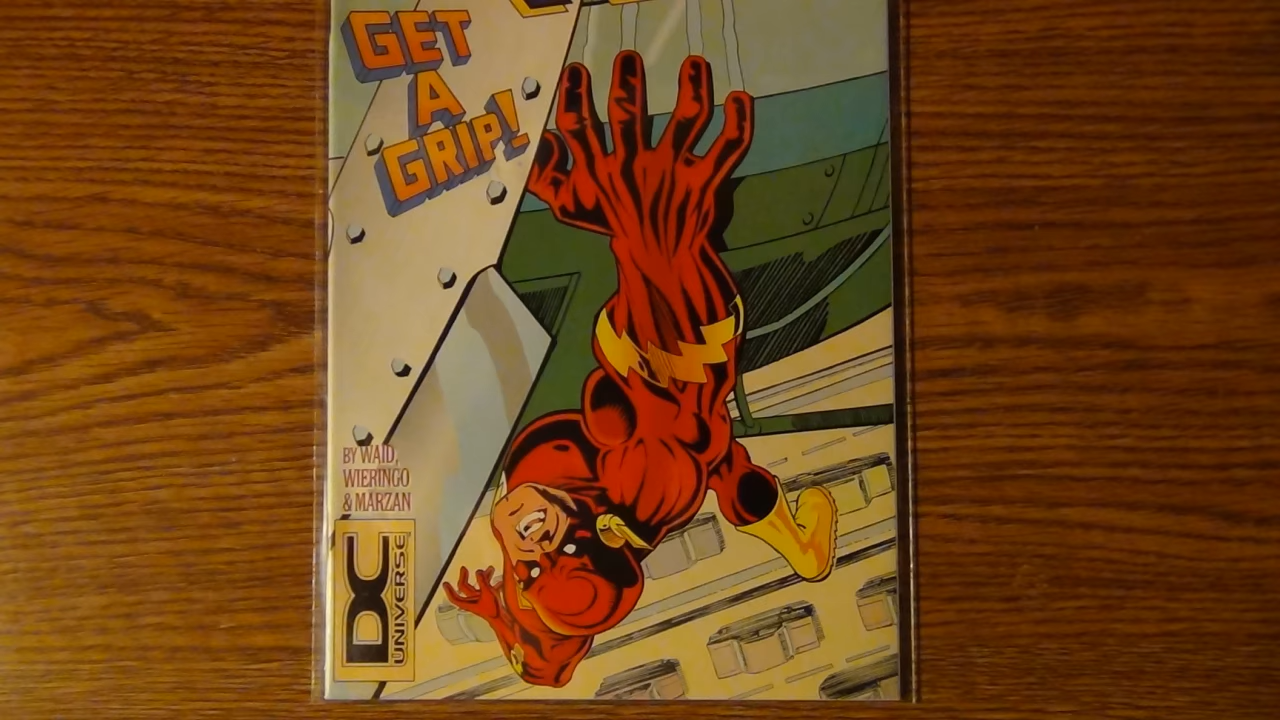 GET
A
GRIP!
BY WAID,
WIERINGO
& MARZAN
DC
UNIVERSE